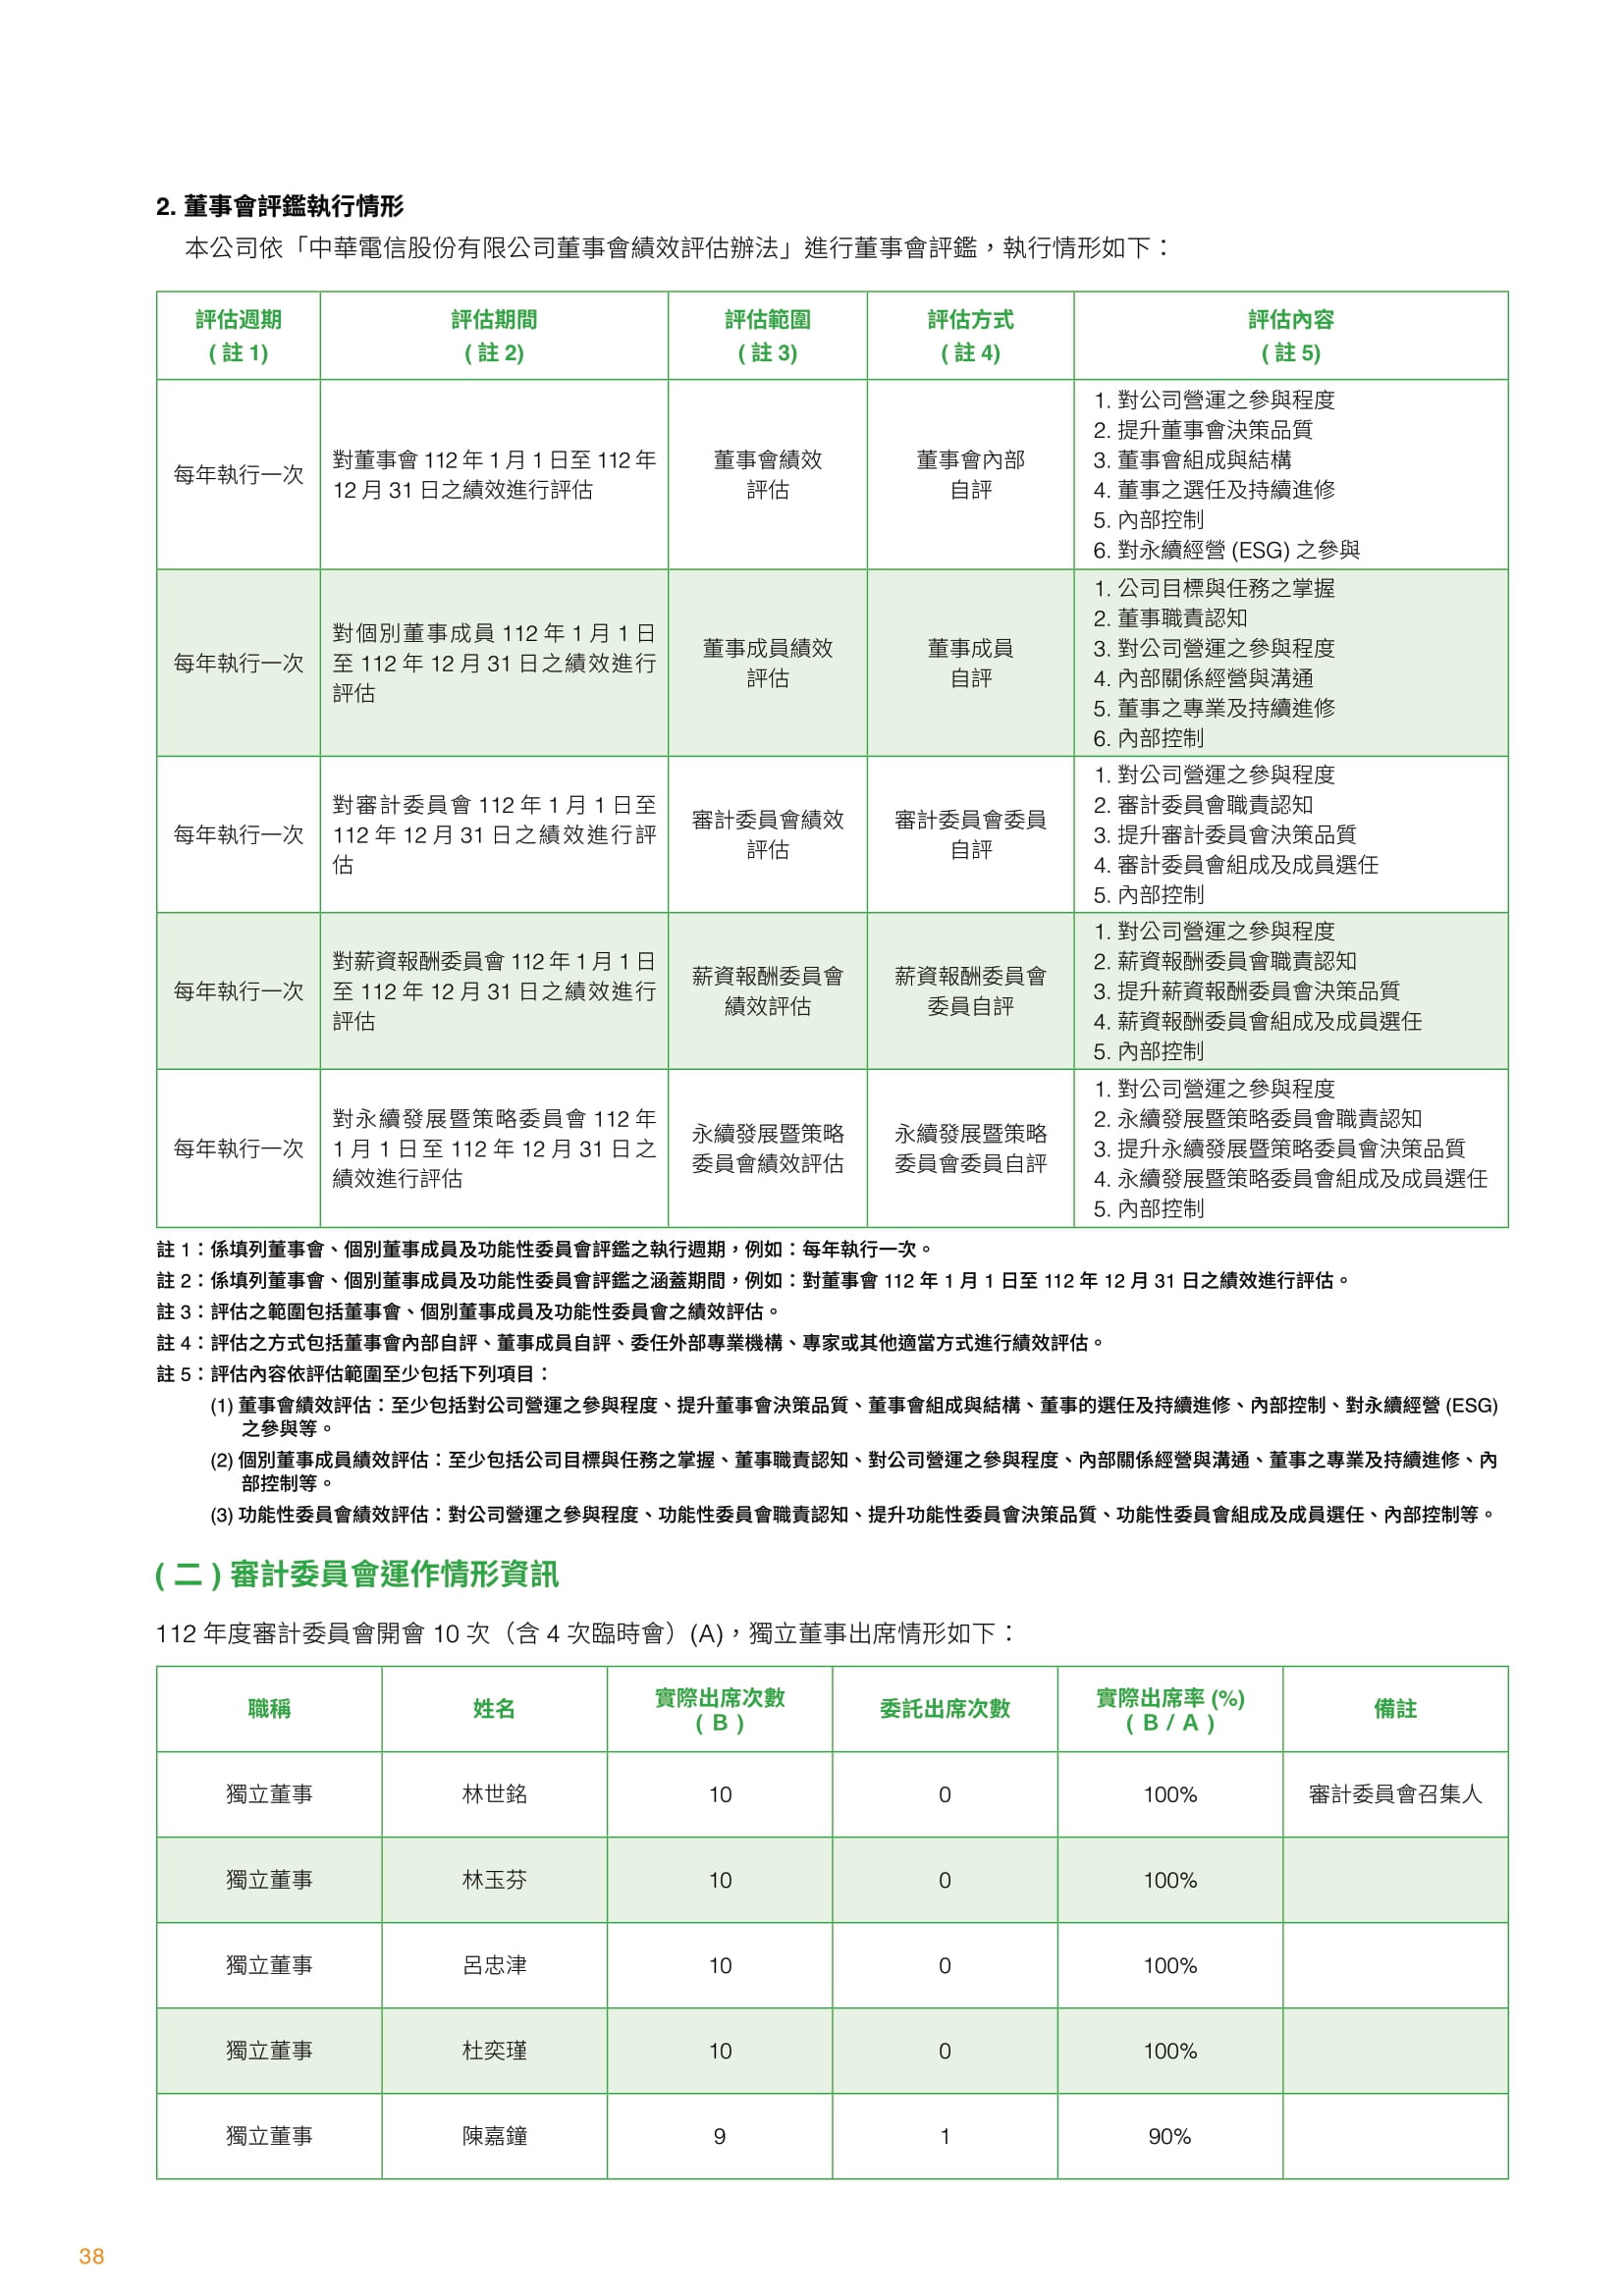 2. 董事會評鑑執行情形
本公司依「中華電信股份有限公司董事會績效評估辦法」進行董事會評鑑，執行情形如下：
評估週期
( 註 1)
評估期間
( 註 2)
評估範圍
( 註 3)
評估方式
( 註 4)
評估內容
( 註 5)
每年執行一次
對董事會 112 年 1 月 1 日至 112 年
12 月 31 日之績效進行評估
董事會績效
評估
董事會內部
自評
1. 對公司營運之參與程度
2. 提升董事會決策品質
3. 董事會組成與結構
4. 董事之選任及持續進修
5. 內部控制
6. 對永續經營 (ESG) 之參與
每年執行一次
對個別董事成員 112 年 1 月 1 日
至 112 年 12 月 31 日之績效進行
評估
董事成員績效
評估
董事成員
自評
1. 公司目標與任務之掌握
2. 董事職責認知
3. 對公司營運之參與程度
4. 內部關係經營與溝通
5. 董事之專業及持續進修
6. 內部控制
每年執行一次
對審計委員會 112 年 1 月 1 日至
112 年 12 月 31 日之績效進行評
估
審計委員會績效
評估
審計委員會委員
自評
1. 對公司營運之參與程度
2. 審計委員會職責認知
3. 提升審計委員會決策品質
4. 審計委員會組成及成員選任
5. 內部控制
每年執行一次
對薪資報酬委員會 112 年 1 月 1 日
至 112 年 12 月 31 日之績效進行
評估
薪資報酬委員會
績效評估
薪資報酬委員會
委員自評
1. 對公司營運之參與程度
2. 薪資報酬委員會職責認知
3. 提升薪資報酬委員會決策品質
4. 薪資報酬委員會組成及成員選任
5. 內部控制
每年執行一次
對永續發展暨策略委員會 112 年
1 月 1 日至 112 年 12 月 31 日之
績效進行評估
永續發展暨策略
委員會績效評估
永續發展暨策略
委員會委員自評
1. 對公司營運之參與程度
2. 永續發展暨策略委員會職責認知
3. 提升永續發展暨策略委員會決策品質
4. 永續發展暨策略委員會組成及成員選任
5. 內部控制
註 1：係填列董事會、個別董事成員及功能性委員會評鑑之執行週期，例如：每年執行一次。
註 2：係填列董事會、個別董事成員及功能性委員會評鑑之涵蓋期間，例如：對董事會 112 年 1 月 1 日至 112 年 12 月 31 日之績效進行評估。
註 3：評估之範圍包括董事會、個別董事成員及功能性委員會之績效評估。
註 4：評估之方式包括董事會內部自評、董事成員自評、委任外部專業機構、專家或其他適當方式進行績效評估。
註 5：評估內容依評估範圍至少包括下列項目：
(1) 董事會績效評估：至少包括對公司營運之參與程度、提升董事會決策品質、董事會組成與結構、董事的選任及持續進修、內部控制、對永續經營 (ESG)
之參與等。
(2) 個別董事成員績效評估：至少包括公司目標與任務之掌握、董事職責認知、對公司營運之參與程度、內部關係經營與溝通、董事之專業及持續進修、內
部控制等。
(3) 功能性委員會績效評估：對公司營運之參與程度、功能性委員會職責認知、提升功能性委員會決策品質、功能性委員會組成及成員選任、內部控制等。
( 二 ) 審計委員會運作情形資訊
112 年度審計委員會開會 10 次（含 4 次臨時會）(A)，獨立董事出席情形如下：
職稱
姓名
實際出席次數
( B )
委託出席次數
實際出席率 (%)
( B / A )
備註
獨立董事 林世銘 10 0 100% 審計委員會召集人
獨立董事 林玉芬 10 0 100%
獨立董事 呂忠津 10 0 100%
獨立董事 杜奕瑾 10 0 100%
獨立董事 陳嘉鐘 9 1 90%
38